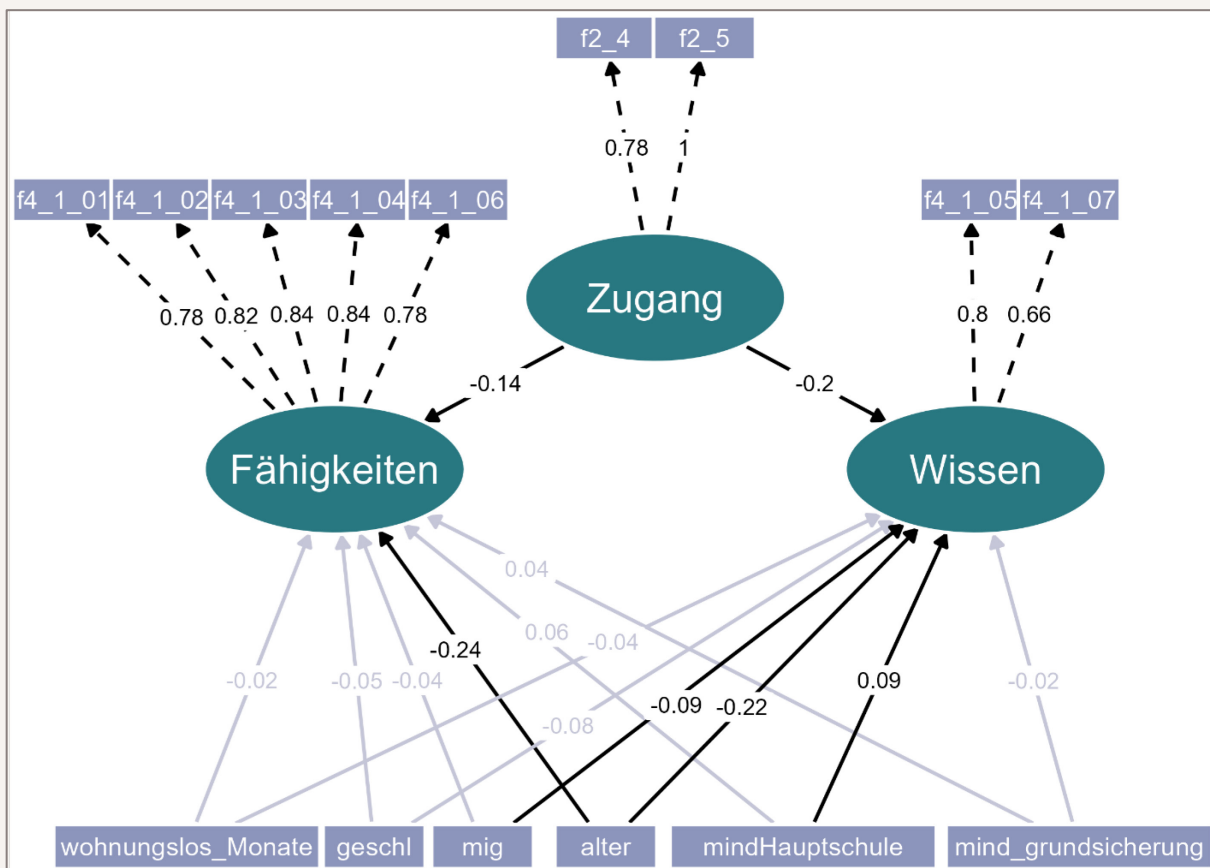 f2_4 f2_5
0.78 1
f4_1_01 f4_1_02 f4_1_03 f4_1_04 f4_1_06
f4_1_05 f4_1_07
Zugang
0.78 0.82 0.84 0.84 0.78
0.8 0.66
-0.14 -0.2
Fähigkeiten Wissen
0.04
0.06 -0.24 -0.04
-0.02 -0.05 -0.04 0.09 -0.02
-0.09 -0.22
-0.08
wohnungslos_Monate geschl mig alter mindHauptschule mind_grundsicherung